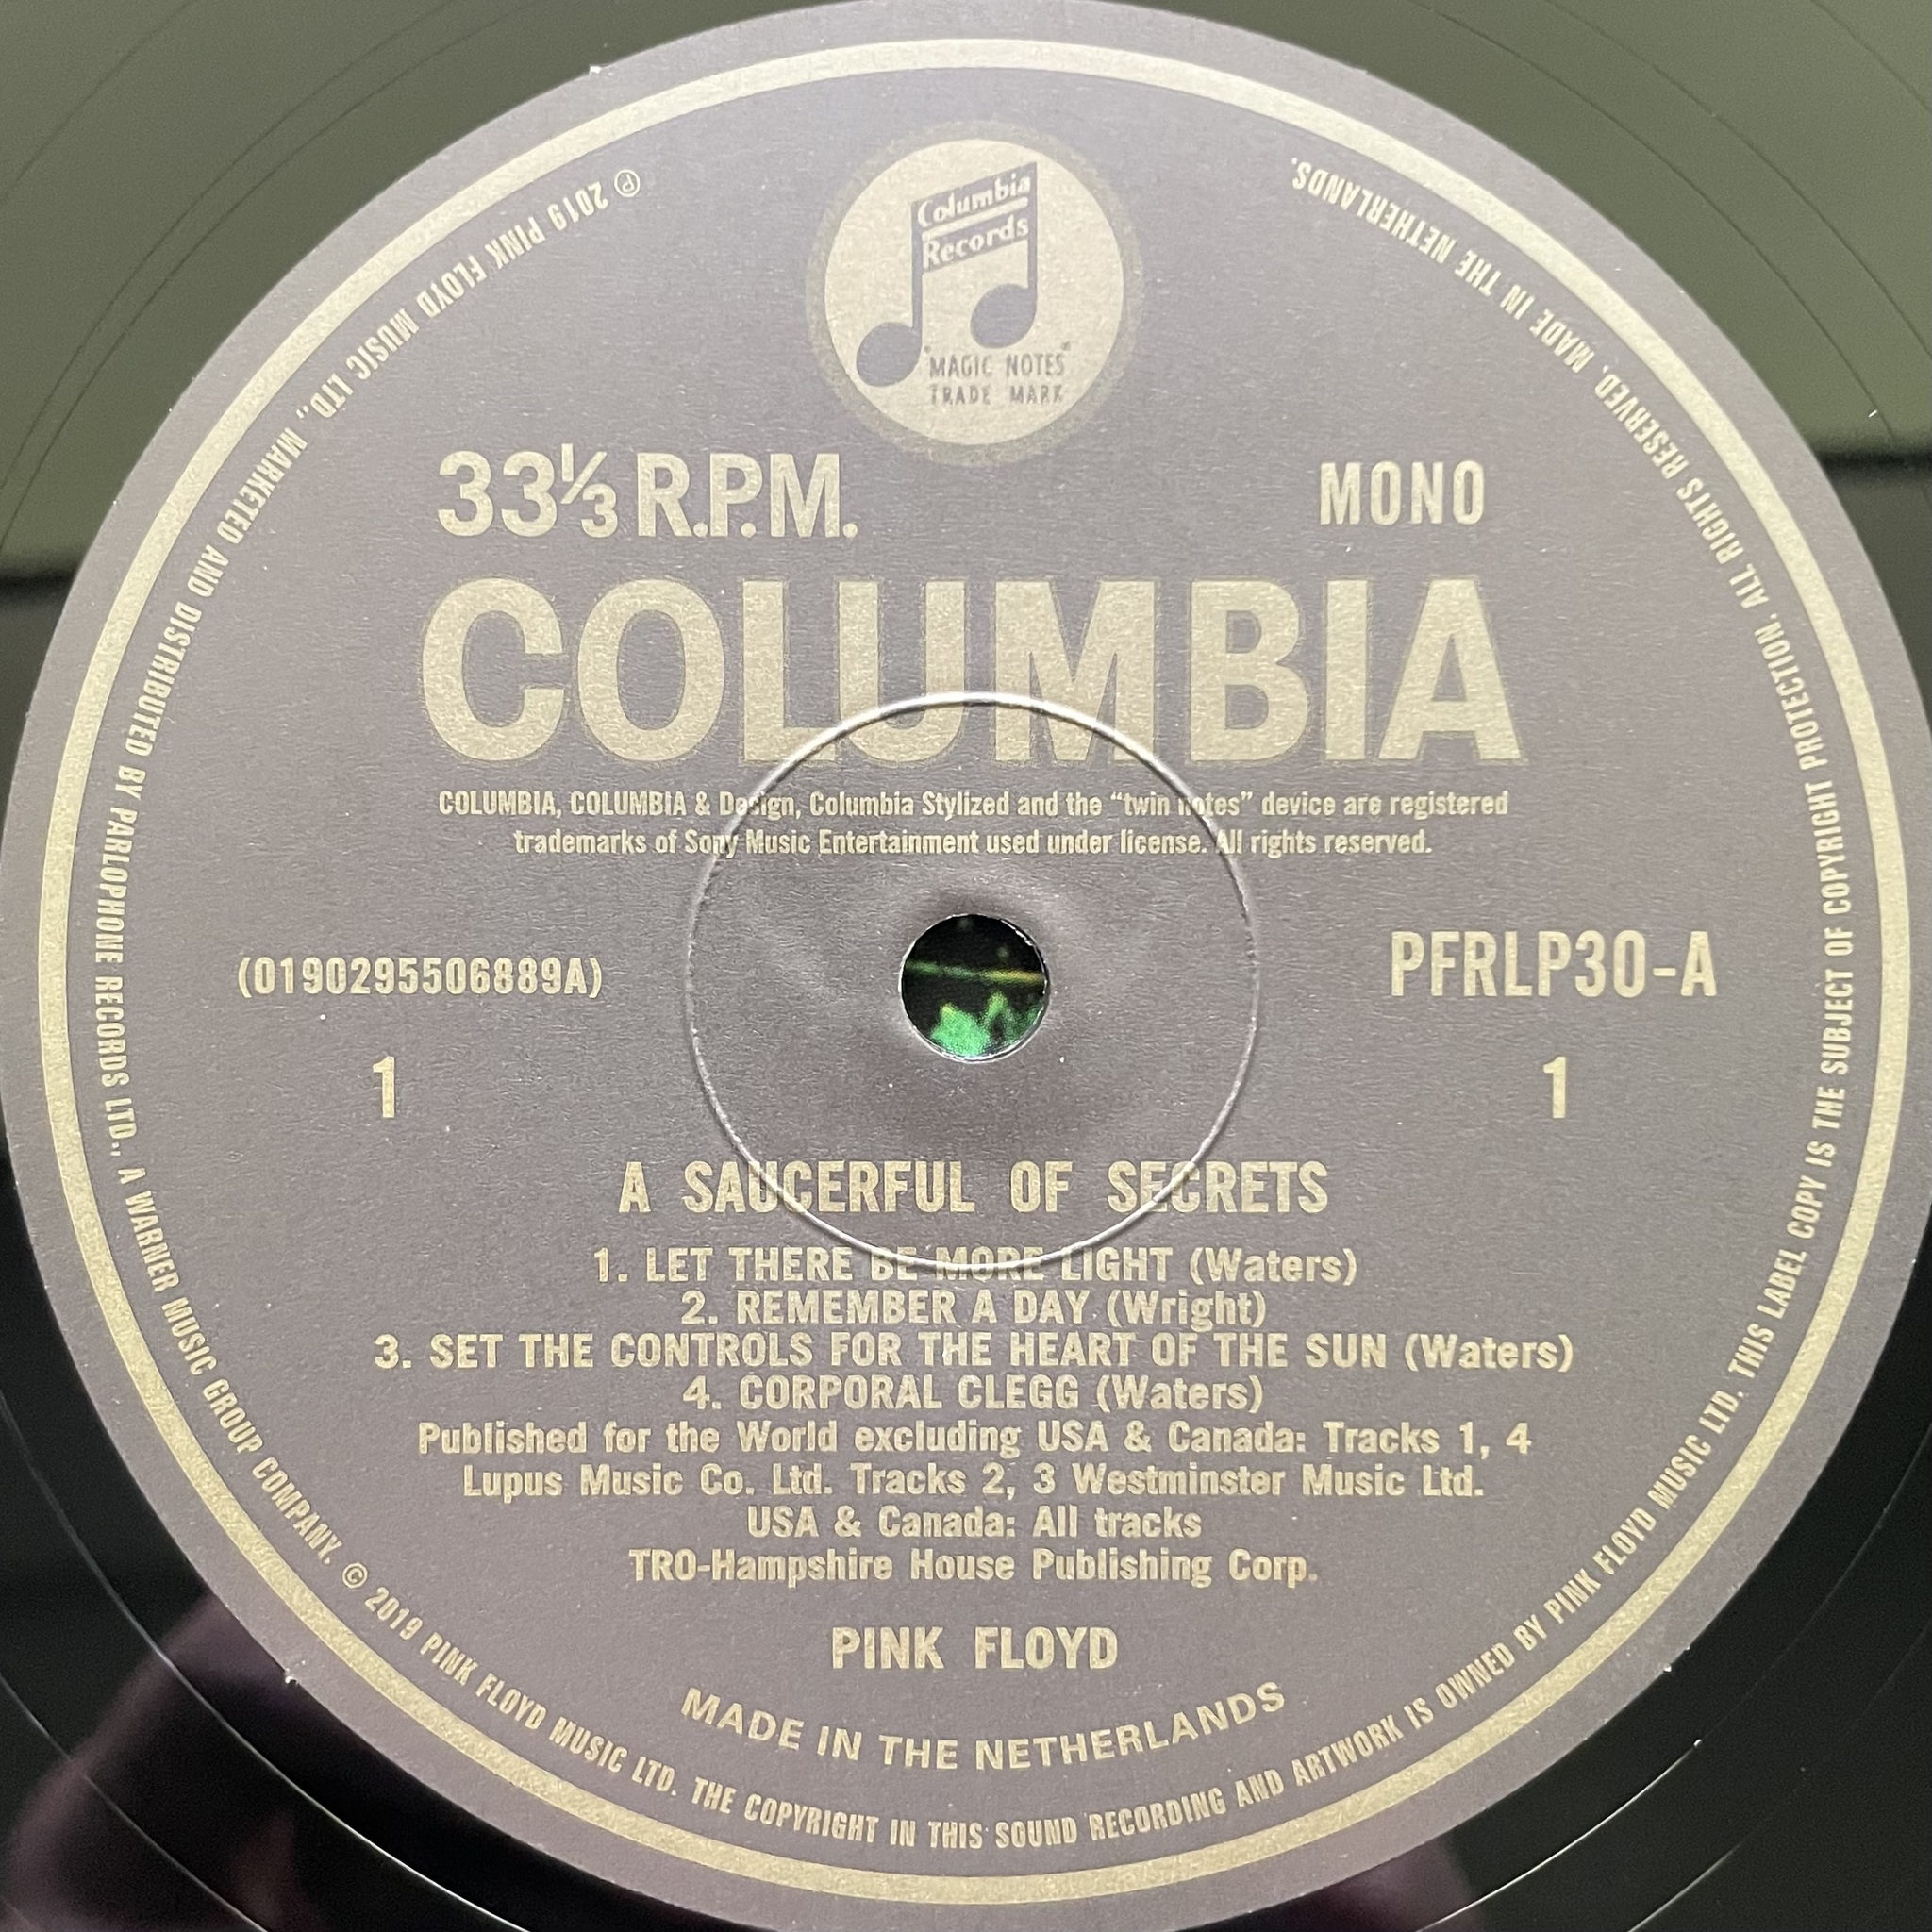 Columbia
Records
"MAGIC NOTES"
TRADE MARK
33⅓ R.P.M.
MONO
COLUMBIA
COLUMBIA, COLUMBIA & Design, Columbia Stylized and the “twin notes” device are registered
trademarks of Sony Music Entertainment used under license. All rights reserved.
(0190295506889A)
PFRLP30-A
1
1
A SAUCERFUL OF SECRETS
1. LET THERE BE MORE LIGHT (Waters)
2. REMEMBER A DAY (Wright)
3. SET THE CONTROLS FOR THE HEART OF THE SUN (Waters)
4. CORPORAL CLEGG (Waters)
Published for the World excluding USA & Canada: Tracks 1, 4
Lupus Music Co. Ltd. Tracks 2, 3 Westminster Music Ltd.
USA & Canada: All tracks
TRO-Hampshire House Publishing Corp.
PINK FLOYD
MADE IN THE NETHERLANDS
℗ 2019 PINK FLOYD MUSIC LTD., MARKETED AND DISTRIBUTED BY PARLOPHONE RECORDS LTD., A WARNER MUSIC GROUP COMPANY. © 2019 PINK FLOYD MUSIC LTD. THE COPYRIGHT IN THIS SOUND RECORDING AND ARTWORK IS OWNED BY PINK FLOYD MUSIC LTD. THIS LABEL COPY IS THE SUBJECT OF COPYRIGHT PROTECTION. ALL RIGHTS RESERVED. MADE IN THE NETHERLANDS.